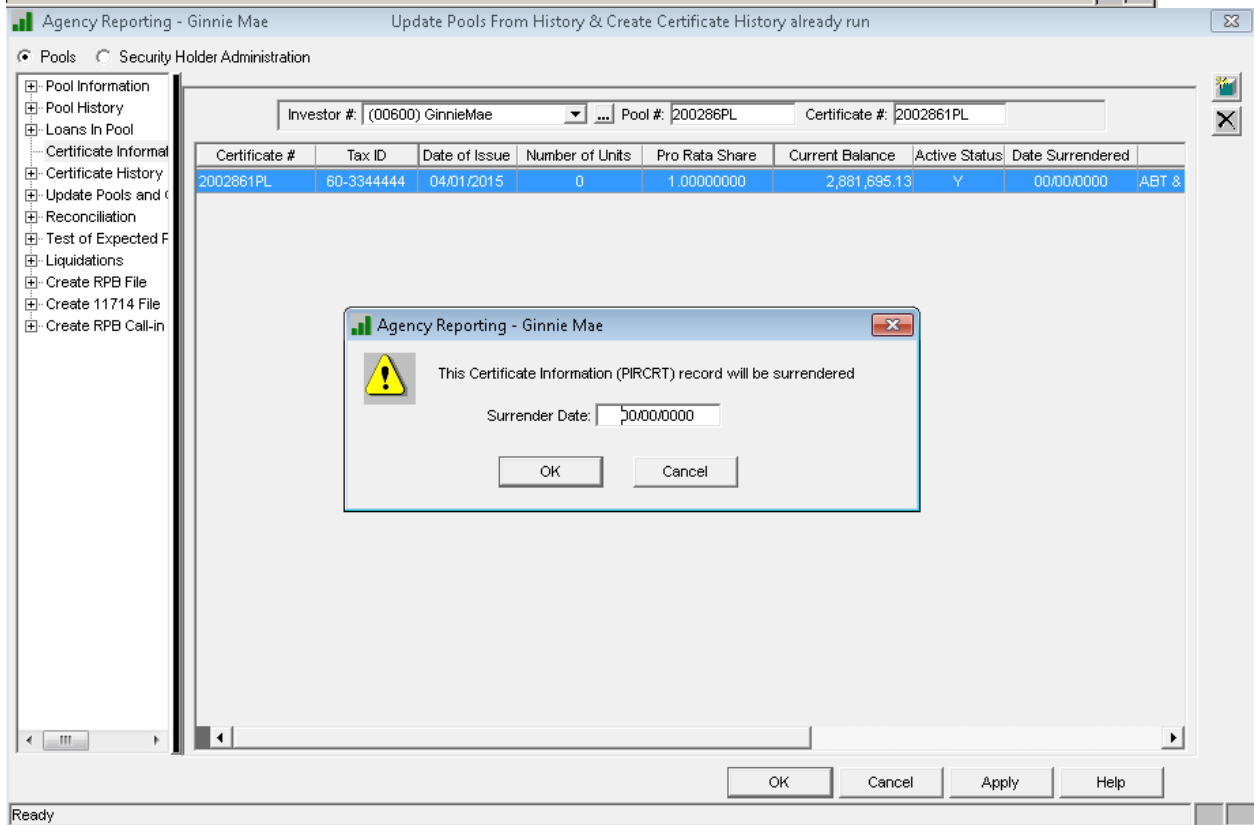 Agency Reporting - Ginnie Mae Update Pools From History & Create Certificate History already run
Pools Security Holder Administration
Pool Information
Pool History
Loans In Pool
Certificate Informat
Certificate History
Update Pools and
Reconciliation
Test of Expected
Liquidations
Create RPB File
Create 11714 File
Create RPB Call-in
Investor #: (00600) GinnieMae ... Pool #: 200286PL Certificate #: 2002861PL
Certificate # Tax ID Date of Issue Number of Units Pro Rata Share Current Balance Active Status Date Surrendered
2002861PL 60-3344444 04/01/2015 0 1.00000000 2,881,695.13 Y 00/00/0000 ABT &
Agency Reporting - Ginnie Mae
This Certificate Information (PIRCRT) record will be surrendered
Surrender Date: 00/00/0000
OK Cancel
OK Cancel Apply Help
Ready